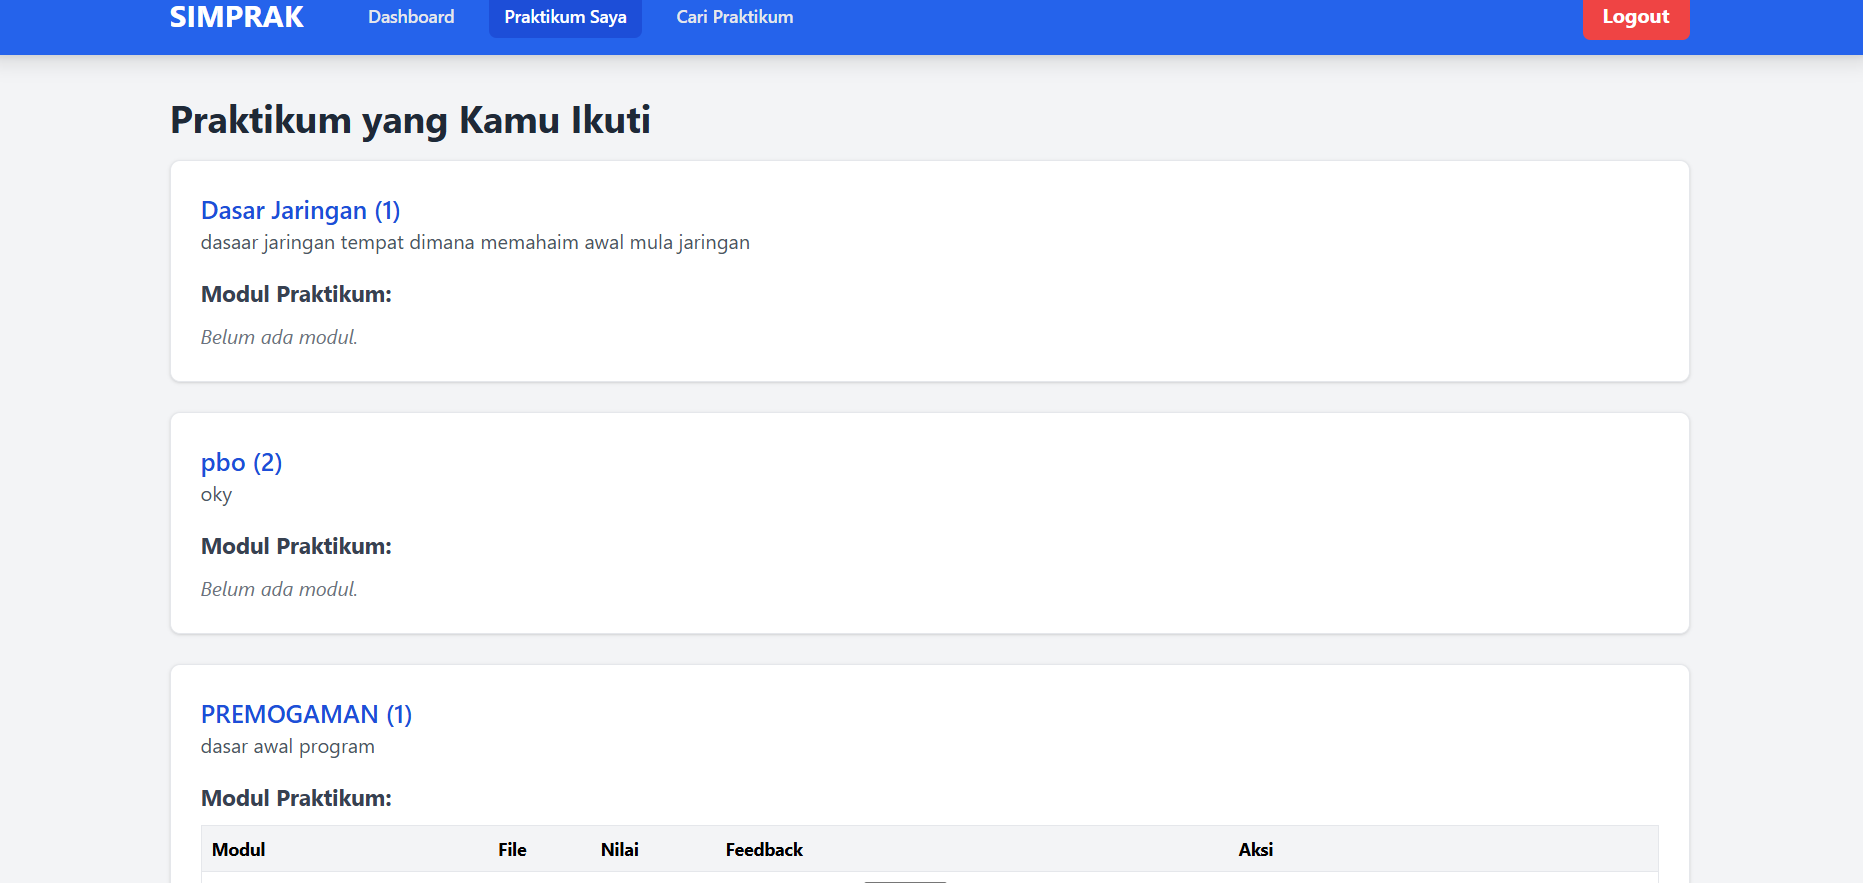 SIMPRAK Dashboard Praktikum Saya Cari Praktikum Logout
Praktikum yang Kamu Ikuti
Dasar Jaringan (1)
dasaar jaringan tempat dimana memahaim awal mula jaringan
Modul Praktikum:
Belum ada modul.
pbo (2)
oky
Modul Praktikum:
Belum ada modul.
PREMOGAMAN (1)
dasar awal program
Modul Praktikum:
Modul File Nilai Feedback Aksi